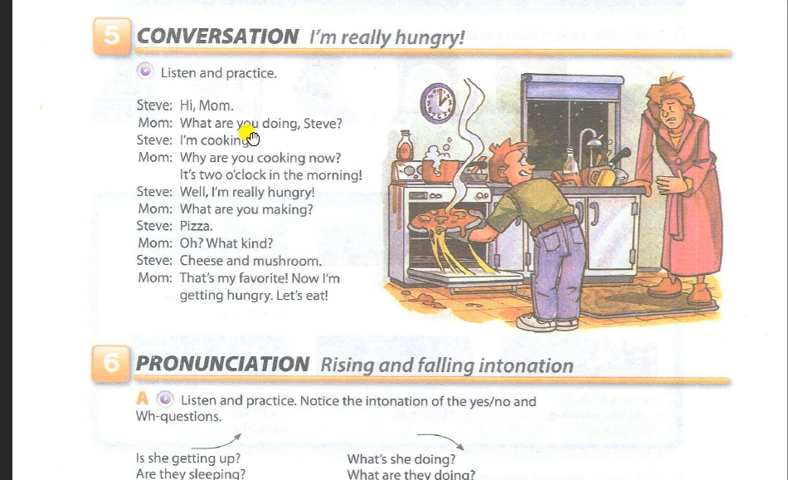 5 CONVERSATION I'm really hungry!
Listen and practice.
Steve: Hi, Mom.
Mom: What are you doing, Steve?
Steve: I'm cooking
Mom: Why are you cooking now?
It's two o'clock in the morning!
Steve: Well, I'm really hungry!
Mom: What are you making?
Steve: Pizza.
Mom: Oh? What kind?
Steve: Cheese and mushroom.
Mom: That's my favorite! Now I'm
getting hungry. Let's eat!
6 PRONUNCIATION Rising and falling intonation
A Listen and practice. Notice the intonation of the yes/no and
Wh-questions.
Is she getting up? What's she doing?
Are they sleeping? What are they doing?